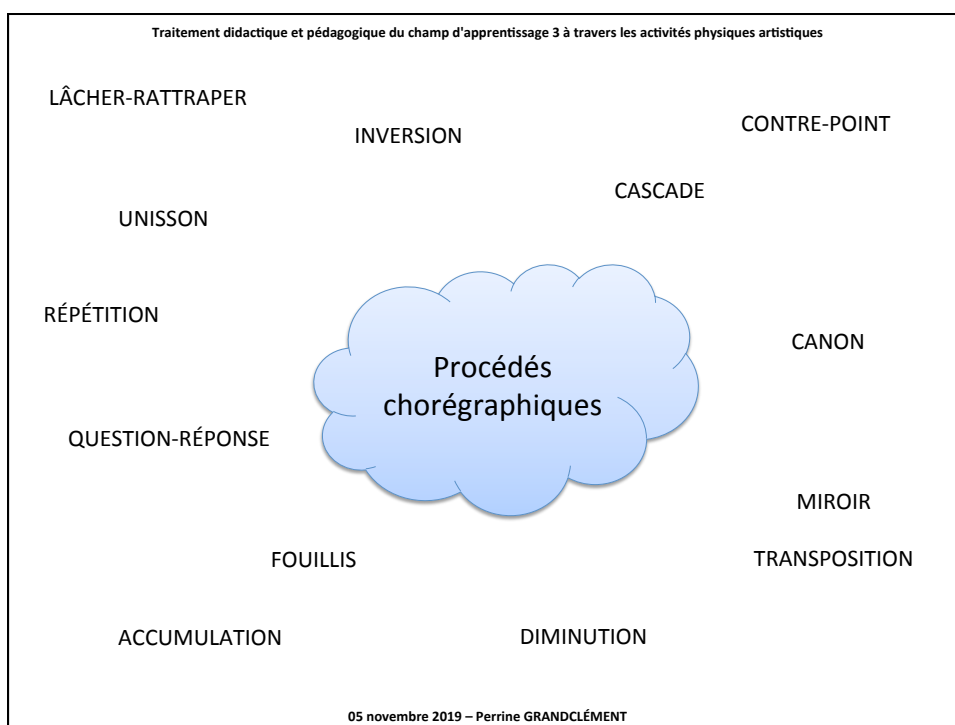 Traitement didactique et pédagogique du champ d'apprentissage 3 à travers les activités physiques artistiques
LÂCHER-RATTRAPER
INVERSION
CONTRE-POINT
CASCADE
UNISSON
RÉPÉTITION
CANON
Procédés
chorégraphiques
QUESTION-RÉPONSE
MIROIR
FOUILLIS
TRANSPOSITION
ACCUMULATION
DIMINUTION
05 novembre 2019 – Perrine GRANDCLÉMENT